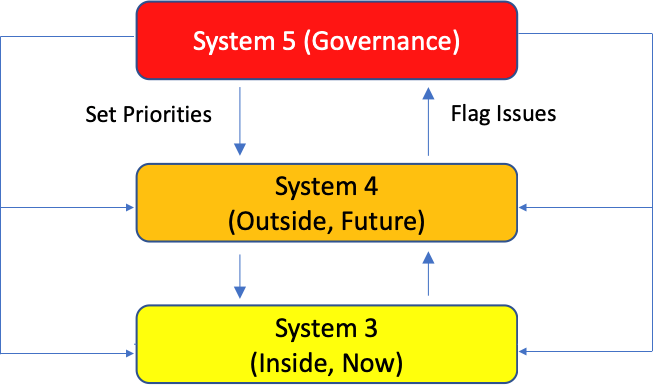 System 5 (Governance)
Set Priorities
Flag Issues
System 4
(Outside, Future)
System 3
(Inside, Now)